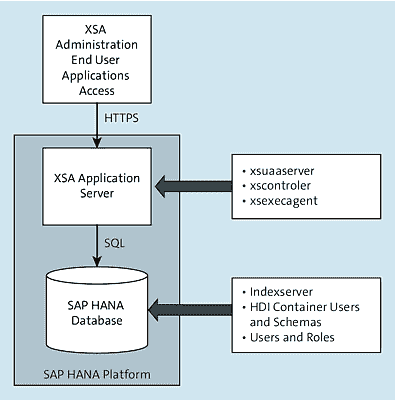 XSA
Administration
End User
Applications
Access
HTTPS
XSA Application
Server
• xsuaaserver
• xscontroler
• xsexecagent
SQL
SAP HANA
Database
• Indexserver
• HDI Container Users
and Schemas
• Users and Roles
SAP HANA Platform